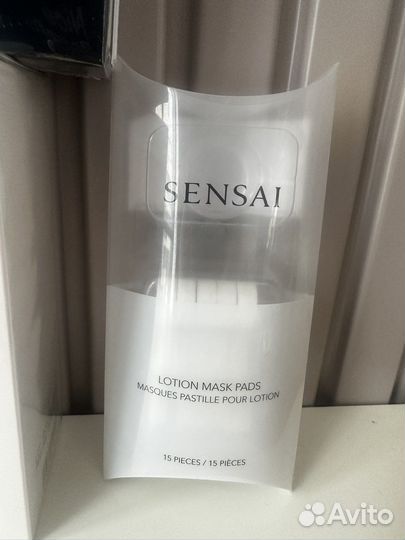 SENSAI
LOTION MASK PADS
MASQUES PASTILLE POUR LOTION
15 PIECES / 15 PIÈCES
Avito